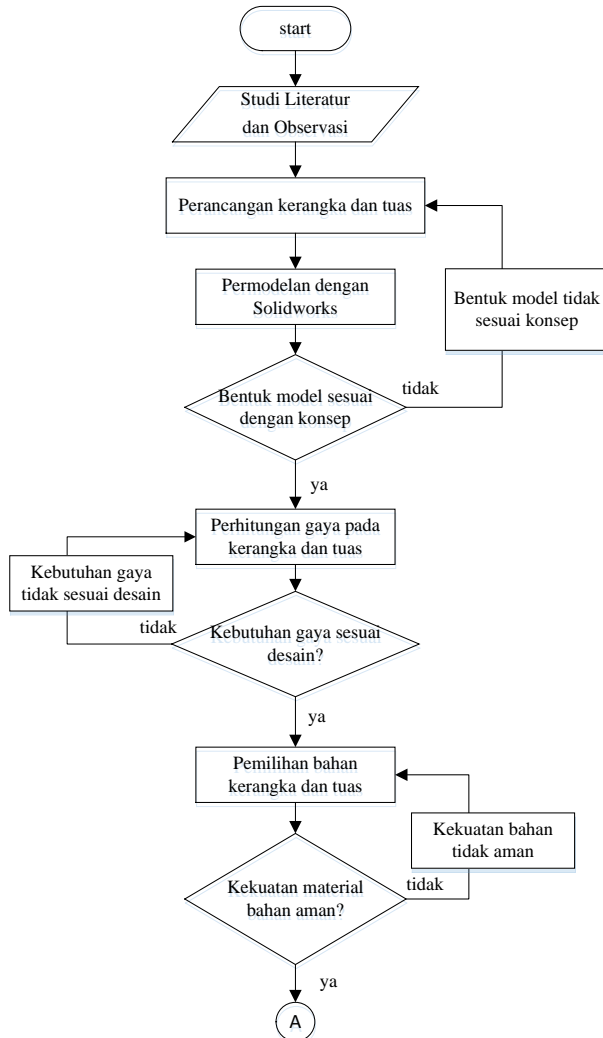 start
Studi Literatur
dan Observasi
Perancangan kerangka dan tuas
Permodelan dengan
Solidworks
Bentuk model tidak
sesuai konsep
Bentuk model sesuai
dengan konsep
tidak
ya
Perhitungan gaya pada
kerangka dan tuas
Kebutuhan gaya
tidak sesuai desain
tidak
Kebutuhan gaya sesuai
desain?
ya
Pemilihan bahan
kerangka dan tuas
Kekuatan bahan
tidak aman
Kekuatan material
bahan aman?
tidak
ya
A